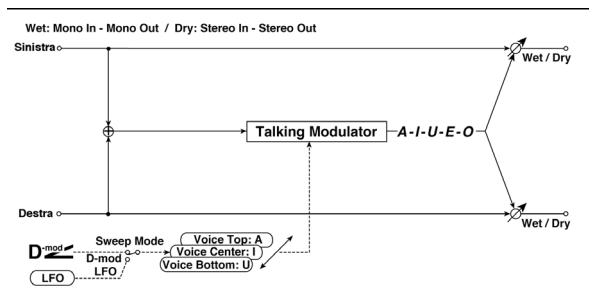 Wet: Mono In - Mono Out / Dry: Stereo In - Stereo Out
Sinistra
Wet / Dry
Talking Modulator
A-I-U-E-O
Destra
Wet / Dry
D-mod
Sweep Mode
D-mod
LFO
LFO
Voice Top: A
Voice Center: I
Voice Bottom: U